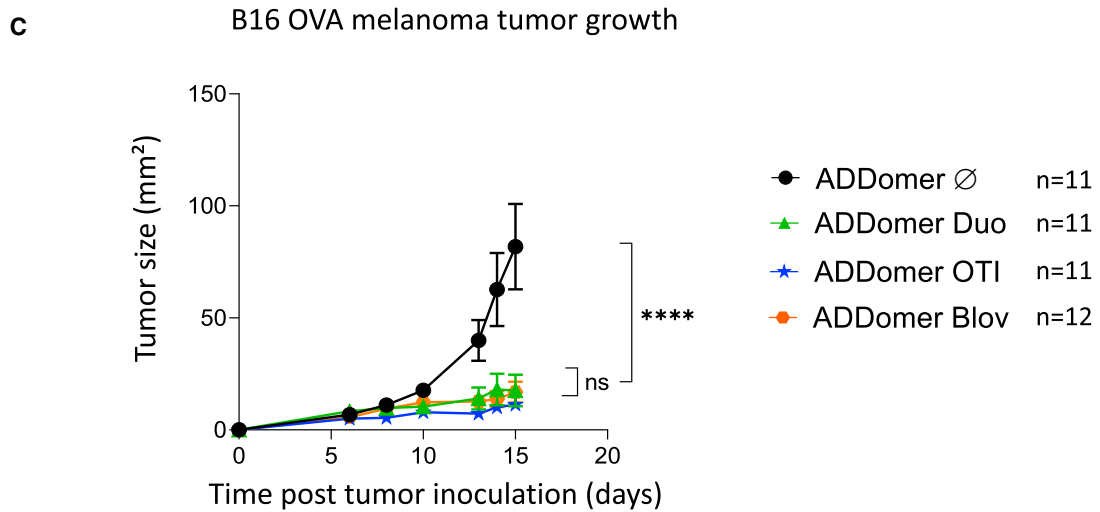 c
B16 OVA melanoma tumor growth
150
100
50
0
Tumor size (mm²)
0 5 10 15 20
Time post tumor inoculation (days)
ns
****
ADDomer ∅ n=11
ADDomer Duo n=11
ADDomer OTI n=11
ADDomer Blov n=12